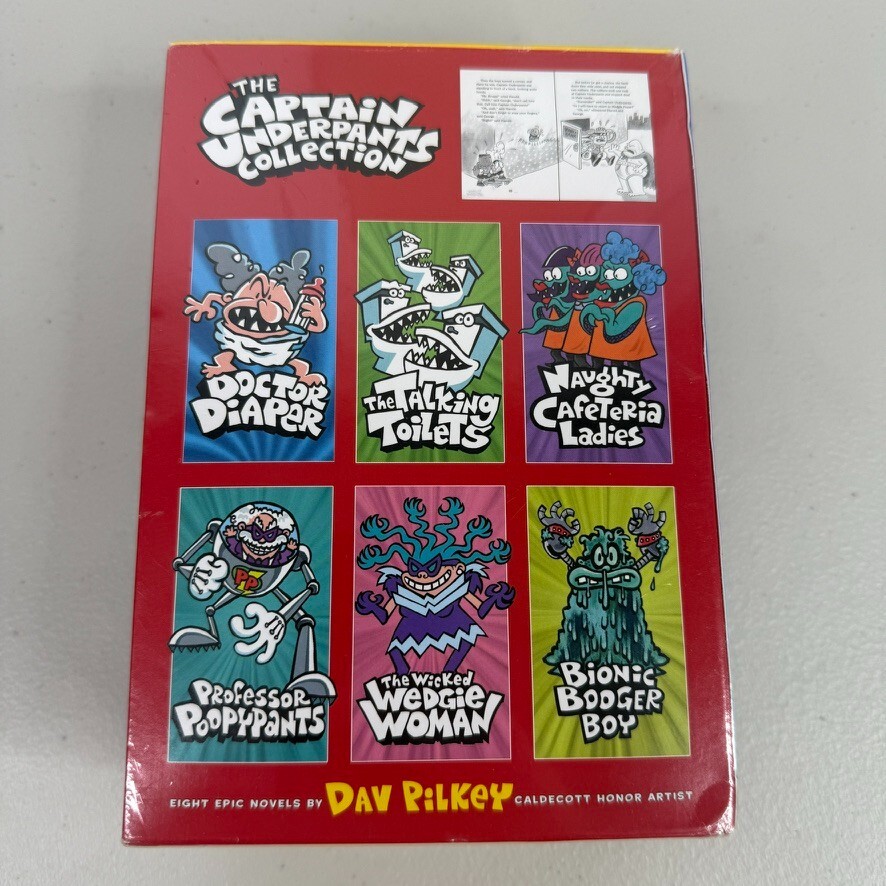 THE
CAPTAIN
UNDERPANTS
COLLECTION
DOCTOR
DIAPER
THE TALKING
TOILETS
NAUGHTY
CAFETERIA
LADIES
PP
PROFESSOR
POOPYPANTS
THE WICKED
WEDGIE
WOMAN
BIONIC
BOOGER
BOY
EIGHT EPIC NOVELS BY DAV PILKEY CALDECOTT HONOR ARTIST